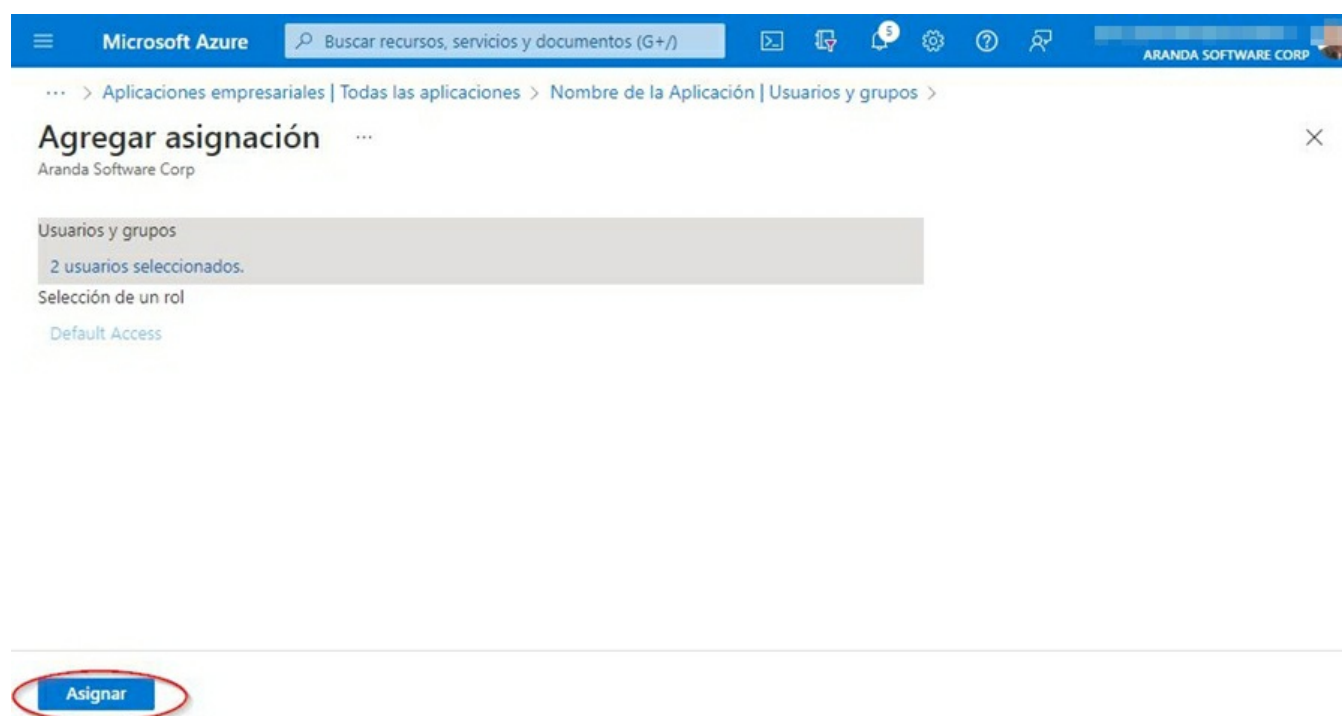 Microsoft Azure
Buscar recursos, servicios y documentos (G+/)
5
ARANDA SOFTWARE CORP
··· > Aplicaciones empresariales | Todas las aplicaciones > Nombre de la Aplicación | Usuarios y grupos >
Agregar asignación ···
Aranda Software Corp
Usuarios y grupos
2 usuarios seleccionados.
Selección de un rol
Default Access
Asignar